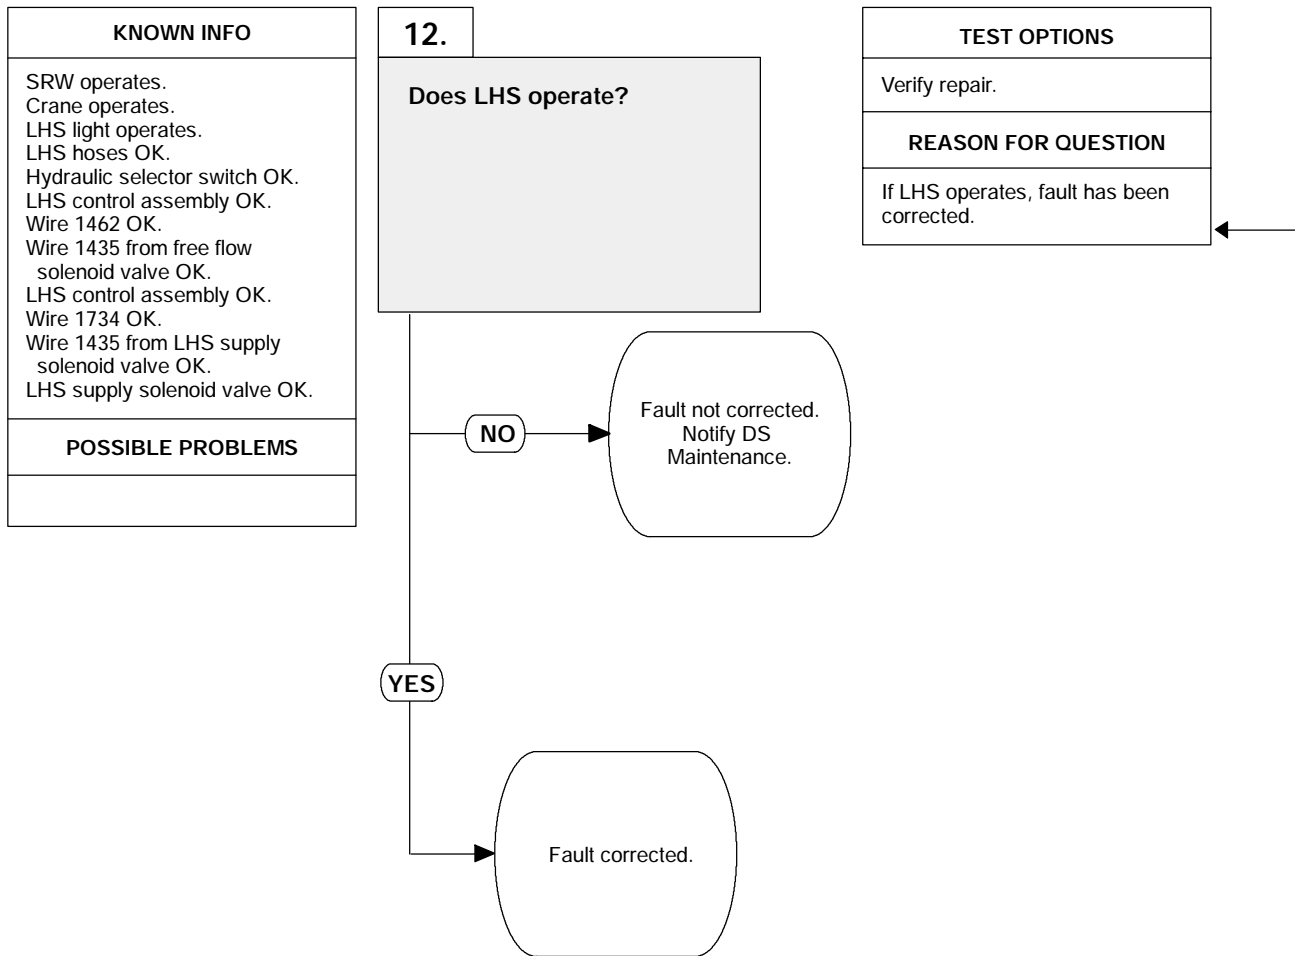 KNOWN INFO
SRW operates.
Crane operates.
LHS light operates.
LHS hoses OK.
Hydraulic selector switch OK.
LHS control assembly OK.
Wire 1462 OK.
Wire 1435 from free flow
solenoid valve OK.
LHS control assembly OK.
Wire 1734 OK.
Wire 1435 from LHS supply
solenoid valve OK.
LHS supply solenoid valve OK.
POSSIBLE PROBLEMS
12.
Does LHS operate?
TEST OPTIONS
Verify repair.
REASON FOR QUESTION
If LHS operates, fault has been
corrected.
NO
Fault not corrected.
Notify DS
Maintenance.
YES
Fault corrected.